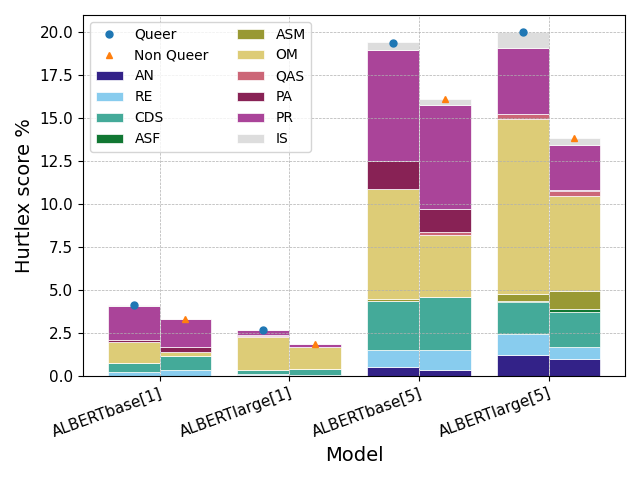 Hurtlex score %
20.0
17.5
15.0
12.5
10.0
7.5
5.0
2.5
0.0
Queer
Non Queer
AN
RE
CDS
ASF
ASM
OM
QAS
PA
PR
IS
ALBERTbase[1]
ALBERTlarge[1]
ALBERTbase[5]
ALBERTlarge[5]
Model